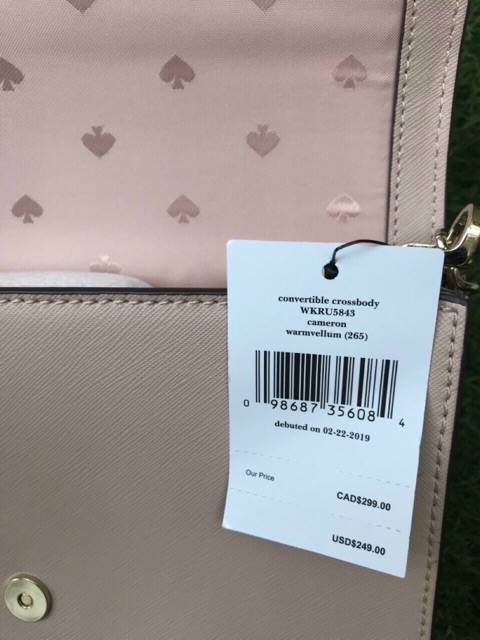 convertible crossbody
WKRU5843
cameron
warmvellum (265)
0 98687 35608 4
debuted on 02-22-2019
Our Price
CAD$299.00
USD$249.00